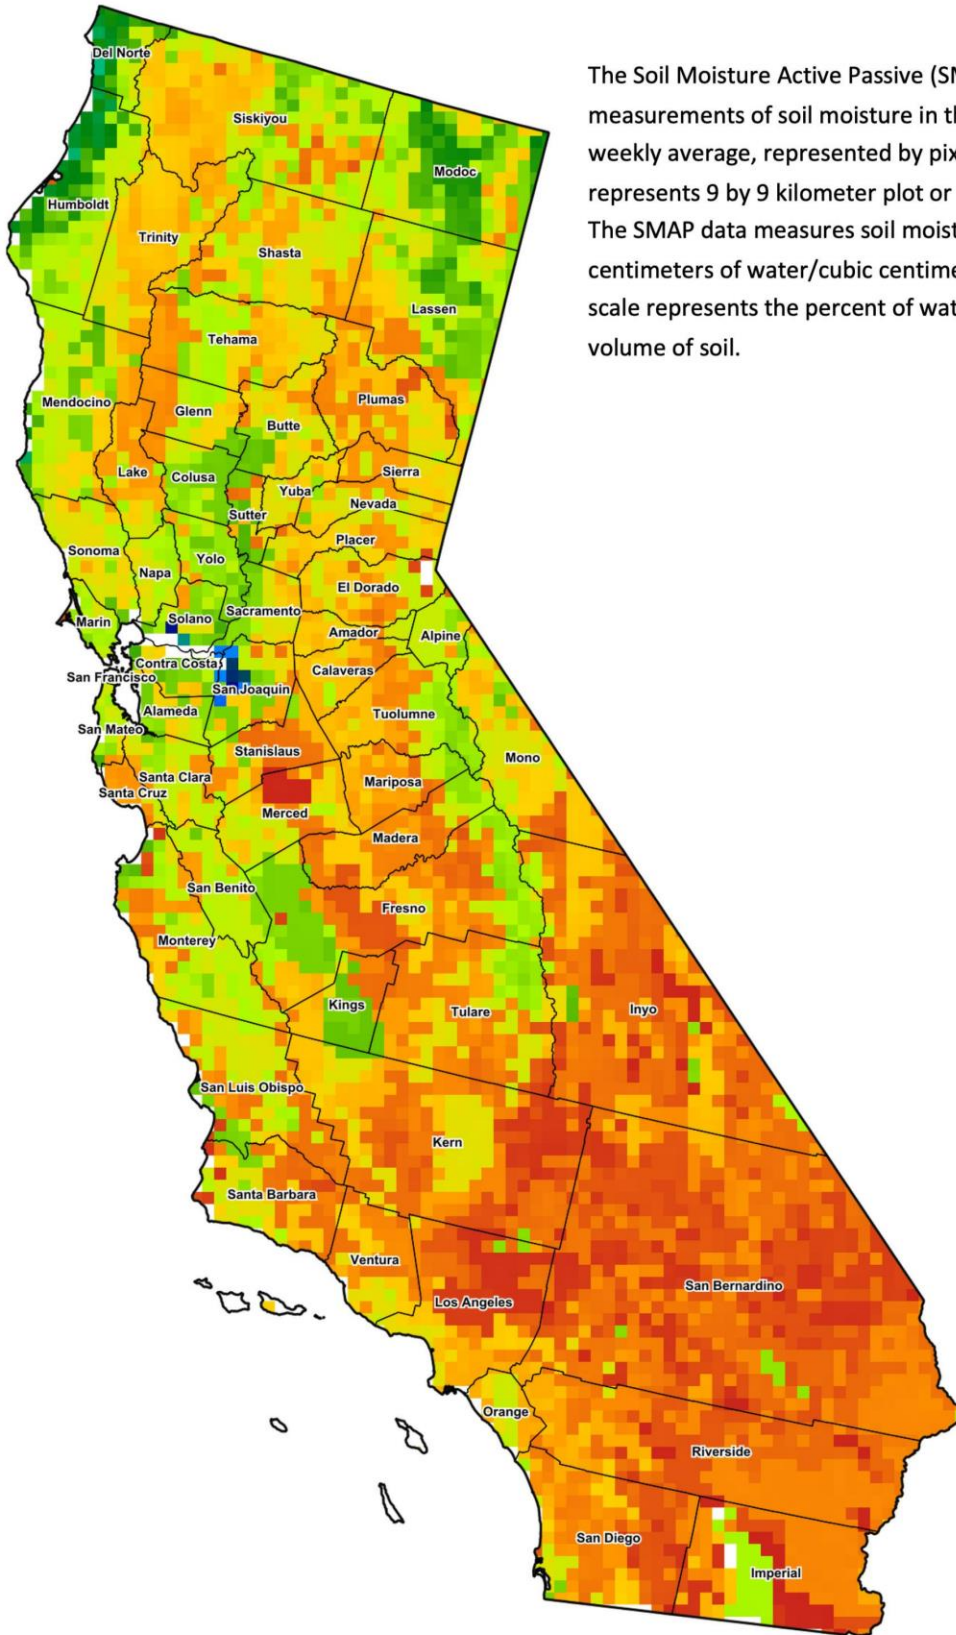 The Soil Moisture Active Passive (SM
measurements of soil moisture in th
weekly average, represented by pix
represents 9 by 9 kilometer plot or
The SMAP data measures soil moist
centimeters of water/cubic centime
scale represents the percent of wat
volume of soil.
Del Norte
Siskiyou
Modoc
Humboldt
Trinity
Shasta
Lassen
Tehama
Mendocino
Glenn
Plumas
Butte
Lake
Colusa
Sierra
Yuba
Nevada
Sutter
Placer
Sonoma
Yolo
Napa
El Dorado
Sacramento
Solano
Marin
Amador
Alpine
Contra Costa
Calaveras
San Francisco
San Joaquin
Alameda
Tuolumne
San Mateo
Stanislaus
Mono
Santa Clara
Mariposa
Santa Cruz
Merced
Madera
San Benito
Fresno
Monterey
Kings
Tulare
Inyo
San Luis Obispo
Kern
Santa Barbara
Ventura
San Bernardino
Los Angeles
Orange
Riverside
San Diego
Imperial